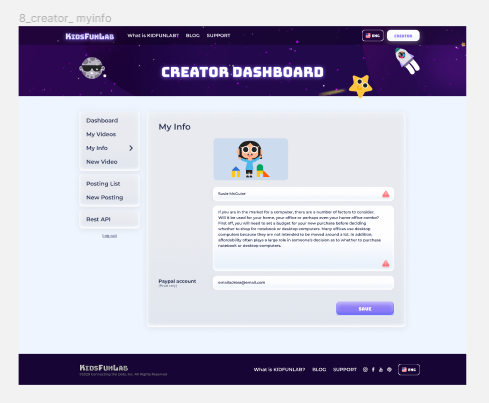 8_creator_ myinfo
KIDSFUNLAB
What is KIDFUNLAB?
BLOG
SUPPORT
ENG
CREATOR
CREATOR DASHBOARD
Dashboard
My Videos
My Info
New Video
Posting List
New Posting
Rest API
Log out
My Info
Susie McGuire
If you are in the market for a computer, there are a number of factors to consider.
Will it be used for your home, your office or perhaps even your home office combo?
First off, you will need to set a budget for your new purchase before deciding
whether to shop for notebook or desktop computers. Many offices use desktop
computers because they are not intended to be moved around a lot. In addition,
affordability often plays a large role in someone's decision as to whether to purchase
notebook or desktop computers.
Paypal account
emailadress@email.com
SAVE
KIDSFUNLAB
What is KIDFUNLAB?
BLOG
SUPPORT
ENG
All Rights Reserved